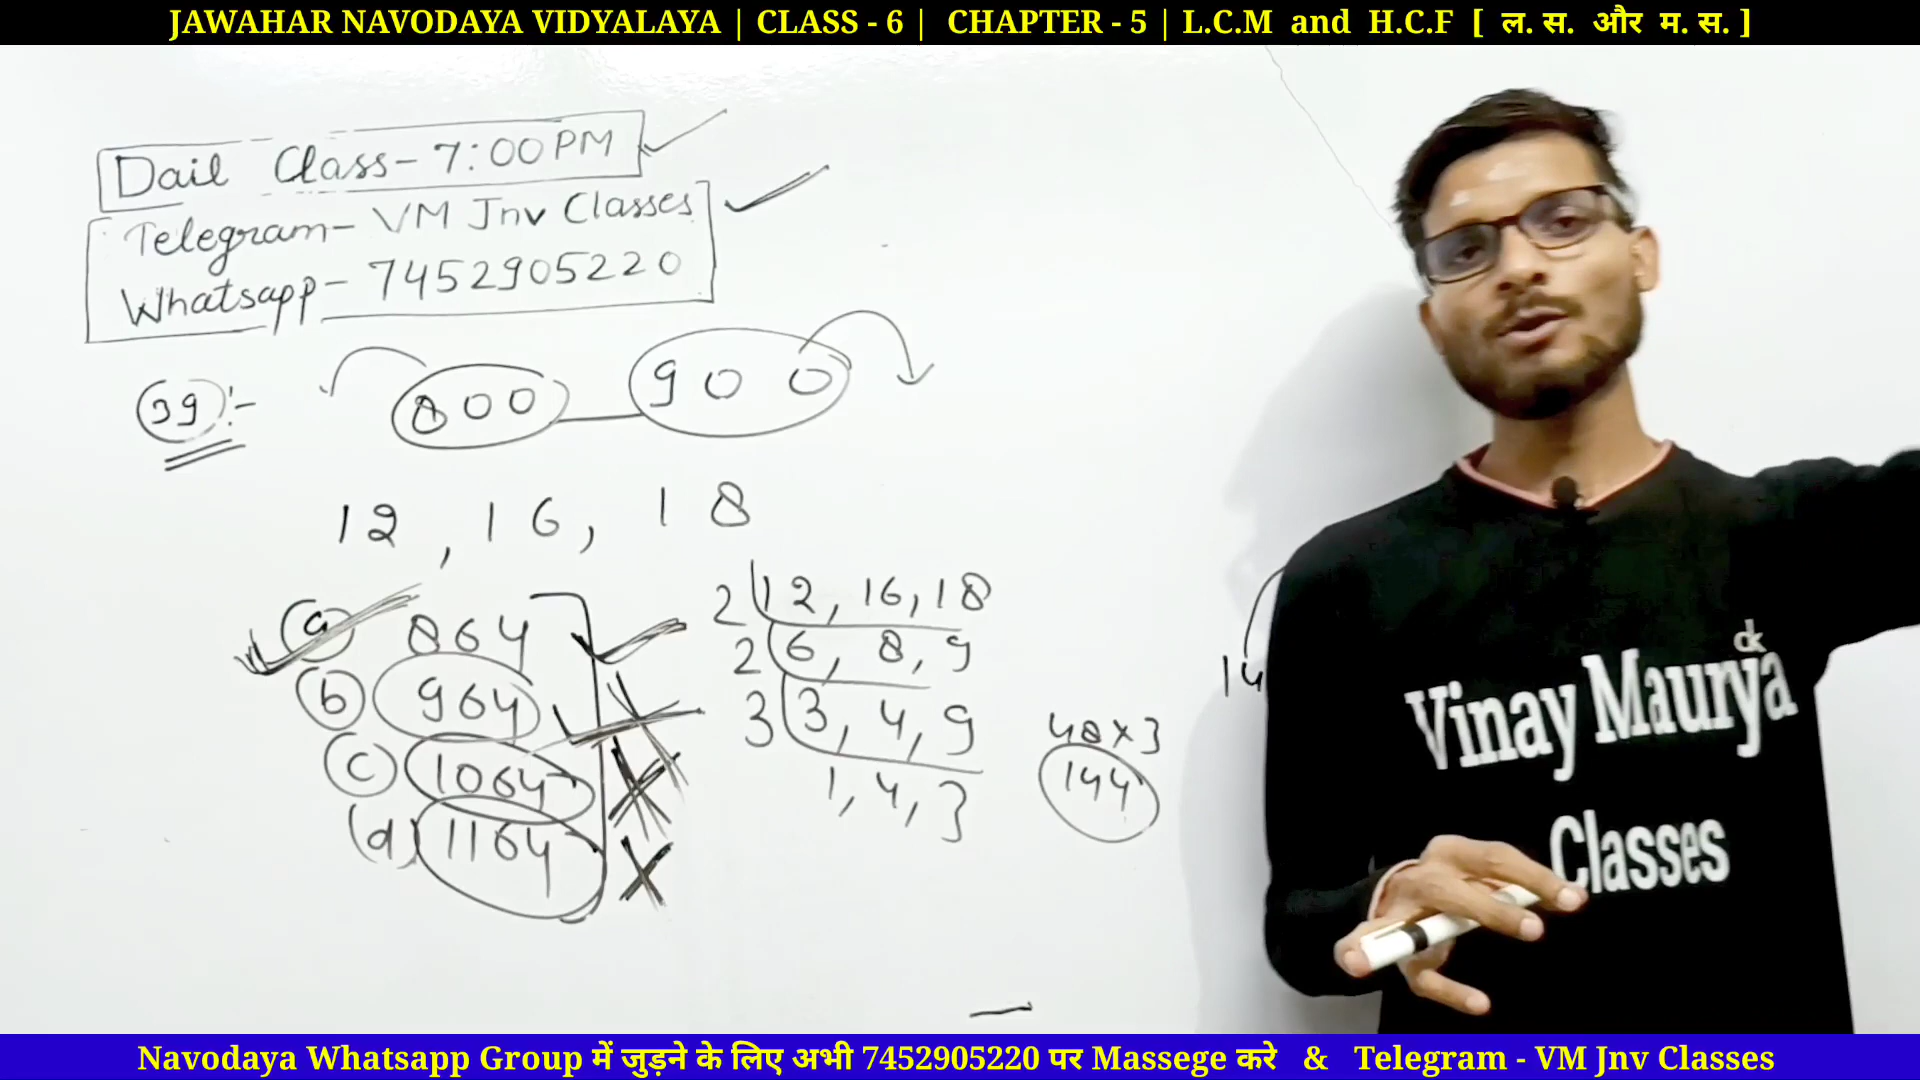 JAWAHAR NAVODAYA VIDYALAYA | CLASS - 6 | CHAPTER - 5 | L.C.M and H.C.F [ ल. स. और म. स. ]
Dail Class - 7:00 PM
Telegram - VM Jnv Classes
Whatsapp - 7452905220
39 :- 800 900
12, 16, 18
(a) 864
(b) 964
(c) 1064
(d) 1164
2 12, 16, 18
2 6, 8, 9
3 3, 4, 9
1, 4, 3
48 x 3
144
14
Vinay Maurya
Classes
Navodaya Whatsapp Group में जुड़ने के लिए अभी 7452905220 पर Massege करे & Telegram - VM Jnv Classes